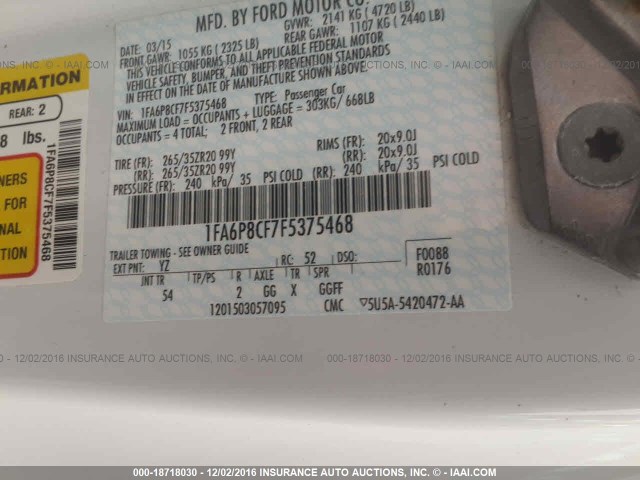 MFD. BY FORD MOTOR CO.
DATE: 03/15 GVWR: 2141 KG ( 4720 LB)
FRONT GAWR: 1055 KG ( 2325 LB) REAR GAWR: 1107 KG ( 2440 LB)
THIS VEHICLE CONFORMS TO ALL APPLICABLE FEDERAL MOTOR
VEHICLE SAFETY, BUMPER, AND THEFT PREVENTION STANDARDS
IN EFFECT ON THE DATE OF MANUFACTURE SHOWN ABOVE.
VIN: 1FA6P8CF7F5375468 TYPE: Passenger Car
MAXIMUM LOAD = OCCUPANTS + LUGGAGE = 303KG/ 668LB
OCCUPANTS = 4 TOTAL; 2 FRONT, 2 REAR
TIRE (FR): 265/35ZR20 99Y RIMS (FR): 20x9.0J
(RR): 265/35ZR20 99Y (RR): 20x9.0J
PRESSURE (FR): 240 kPa/ 35 PSI COLD (RR): 240 kPa/ 35 PSI COLD
1FA6P8CF7F5375468
TRAILER TOWING - SEE OWNER GUIDE
EXT PNT: YZ RC: 52 DSO: F0088
INT TR TP/PS R AXLE TR SPR R0176
54 2 GG X GGFF
1201503057095 CMC 5U5A-5420472-AA
FORMATION
REAR: 2
8 lbs.
NERS
FOR
NAL
1FA6P8CF7F5375468
000-18718030 - 12/02/2016 INSURANCE AUTO AUCTIONS, INC. - IAA.COM